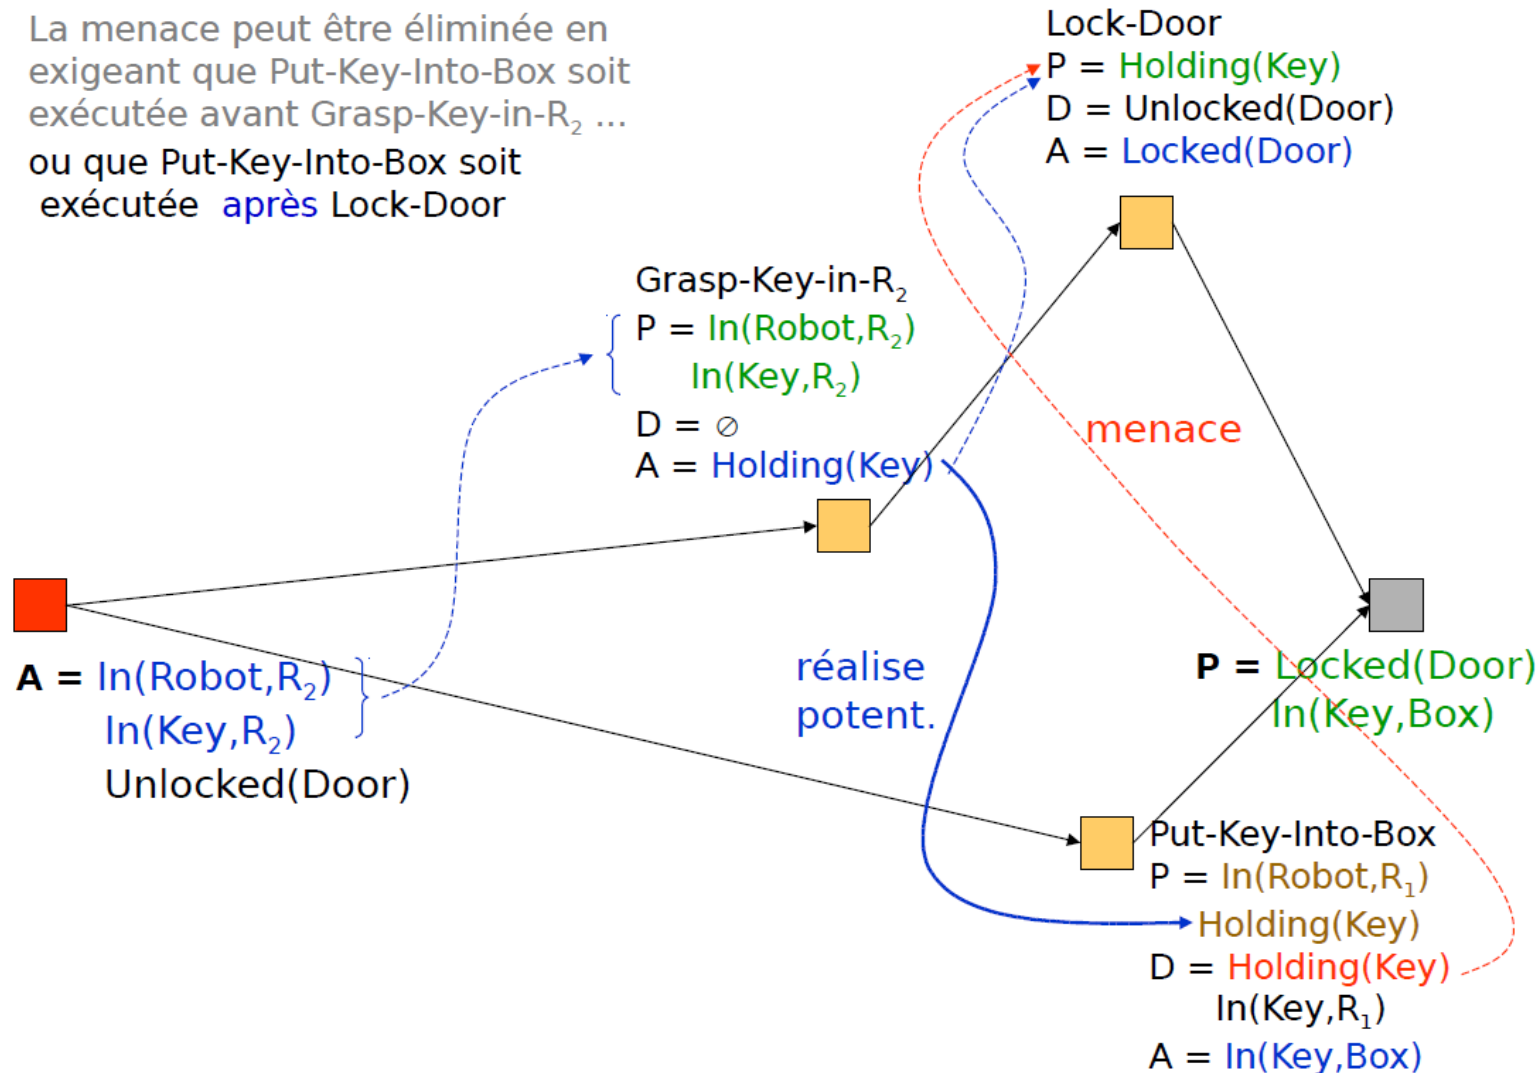 La menace peut être éliminée en
exigeant que Put-Key-Into-Box soit
exécutée avant Grasp-Key-in-R₂ ...
ou que Put-Key-Into-Box soit
exécutée après Lock-Door
Lock-Door
P = Holding(Key)
D = Unlocked(Door)
A = Locked(Door)
Grasp-Key-in-R₂
P = In(Robot,R₂)
In(Key,R₂)
D = ∅
A = Holding(Key)
menace
A = In(Robot,R₂)
In(Key,R₂)
Unlocked(Door)
réalise
potent.
P = Locked(Door)
In(Key,Box)
Put-Key-Into-Box
P = In(Robot,R₁)
Holding(Key)
D = Holding(Key)
In(Key,R₁)
A = In(Key,Box)